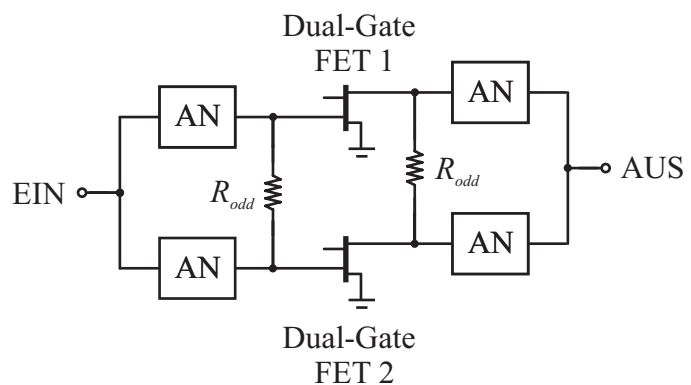 Dual-Gate
FET 1
AN
AN
EIN
R_odd
R_odd
AUS
AN
AN
Dual-Gate
FET 2